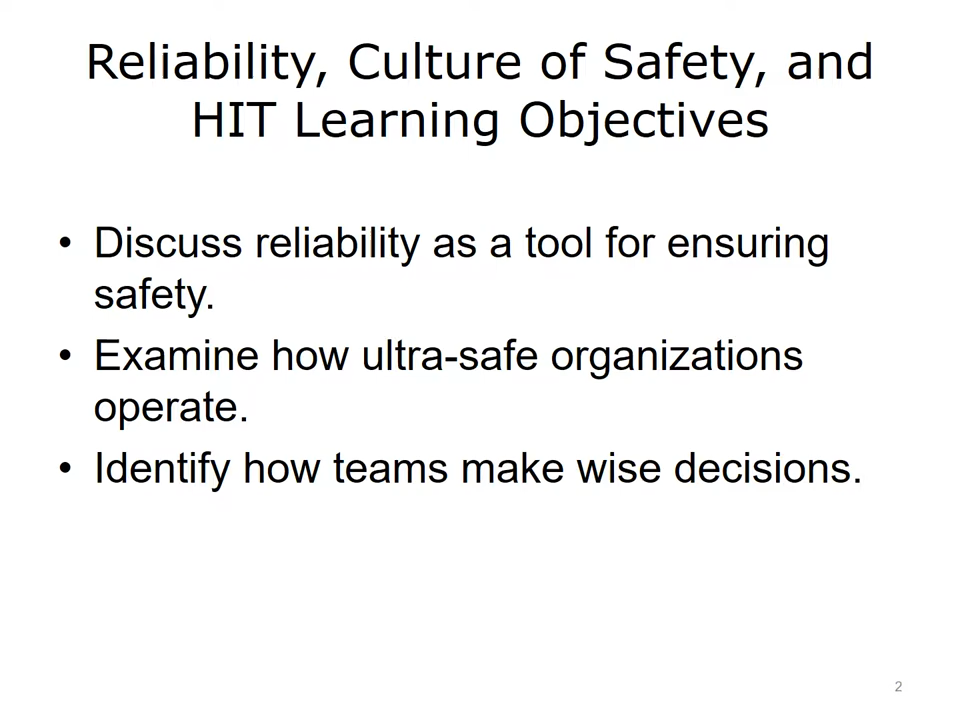 Reliability, Culture of Safety, and
HIT Learning Objectives
• Discuss reliability as a tool for ensuring
safety.
• Examine how ultra-safe organizations
operate.
• Identify how teams make wise decisions.
2